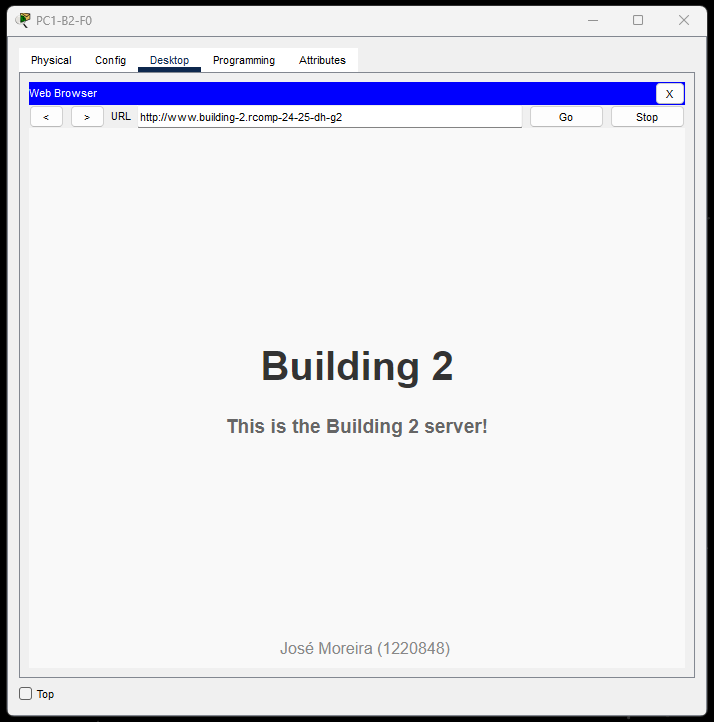 PC1-B2-F0
Physical Config Desktop Programming Attributes
Web Browser X
< > URL http://www.building-2.rcomp-24-25-dh-g2 Go Stop
Building 2
This is the Building 2 server!
José Moreira (1220848)
Top